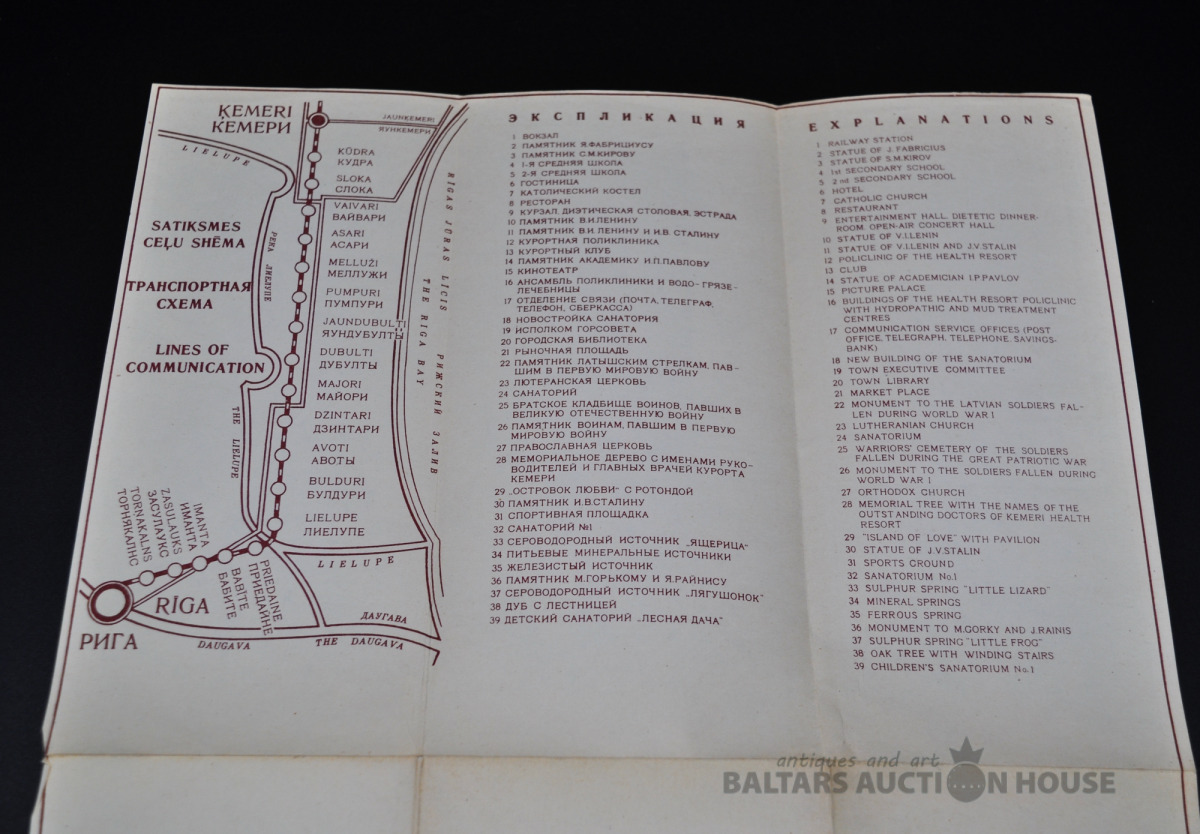 ĶEMERI
КЕМЕРИ
JAUNĶEMERI
ЯУНКЕМЕРИ
LIELUPE
KŪDRA
КУДРА
SLOKA
СЛОКА
VAIVARI
ВАЙВАРИ
ASARI
АСАРИ
MELLUŽI
МЕЛЛУЖИ
PUMPURI
ПУМПУРИ
JAUNDUBULTI
ЯУНДУБУЛТЫ
DUBULTI
ДУБУЛТЫ
MAJORI
МАЙОРИ
DZINTARI
ДЗИНТАРИ
AVOTI
АВОТЫ
BULDURI
БУЛДУРИ
LIELUPE
ЛИЕЛУПЕ
SATIKSMES
CEĻU SHĒMA
ТРАНСПОРТНАЯ
СХЕМА
LINES OF
COMMUNICATION
РЕКА ЛИЕЛУПЕ
THE LIELUPE
RĪGAS JŪRAS LICIS
THE RIGA BAY
РИЖСКИЙ ЗАЛИВ
IMANTA
ИМАНТА
ZASULAUKS
ЗАСУЛАУКС
TORNAKALNS
ТОРНЯКАЛНС
PRIEDAINE
ПРИЕДАЙНЕ
BABĪTE
БАБИТЕ
LIELUPE
RĪGA
РИГА
DAUGAVA
THE DAUGAVA
ДАУГАВА
ЭКСПЛИКАЦИЯ
1 ВОКЗАЛ
2 ПАМЯТНИК Я.ФАБРИЦИУСУ
3 ПАМЯТНИК С.М.КИРОВУ
4 1-Я СРЕДНЯЯ ШКОЛА
5 2-Я СРЕДНЯЯ ШКОЛА
6 ГОСТИНИЦА
7 КАТОЛИЧЕСКИЙ КОСТЕЛ
8 РЕСТОРАН
9 КУРЗАЛ, ДИЭТИЧЕСКАЯ СТОЛОВАЯ, ЭСТРАДА
10 ПАМЯТНИК В.И.ЛЕНИНУ
11 ПАМЯТНИК В.И. ЛЕНИНУ И И.В. СТАЛИНУ
12 КУРОРТНАЯ ПОЛИКЛИНИКА
13 КУРОРТНЫЙ КЛУБ
14 ПАМЯТНИК АКАДЕМИКУ И.П.ПАВЛОВУ
15 КИНОТЕАТР
16 АНСАМБЛЬ ПОЛИКЛИНИКИ И ВОДО-ГРЯЗЕ-
ЛЕЧЕБНИЦЫ
17 ОТДЕЛЕНИЕ СВЯЗИ (ПОЧТА, ТЕЛЕГРАФ,
ТЕЛЕФОН, СБЕРКАССА)
18 НОВОСТРОЙКА САНАТОРИЯ
19 ИСПОЛКОМ ГОРСОВЕТА
20 ГОРОДСКАЯ БИБЛИОТЕКА
21 РЫНОЧНАЯ ПЛОЩАДЬ
22 ПАМЯТНИК ЛАТЫШСКИМ СТРЕЛКАМ, ПАВ-
ШИМ В ПЕРВУЮ МИРОВУЮ ВОЙНУ
23 ЛЮТЕРАНСКАЯ ЦЕРКОВЬ
24 САНАТОРИЙ
25 БРАТСКОЕ КЛАДБИЩЕ ВОИНОВ, ПАВШИХ В
ВЕЛИКУЮ ОТЕЧЕСТВЕННУЮ ВОЙНУ
26 ПАМЯТНИК ВОИНАМ, ПАВШИМ В ПЕРВУЮ
МИРОВУЮ ВОЙНУ
27 ПРАВОСЛАВНАЯ ЦЕРКОВЬ
28 МЕМОРИАЛЬНОЕ ДЕРЕВО С ИМЕНАМИ РУКО-
ВОДИТЕЛЕЙ И ГЛАВНЫХ ВРАЧЕЙ КУРОРТА
КЕМЕРИ
29 „ОСТРОВОК ЛЮБВИ" С РОТОНДОЙ
30 ПАМЯТНИК И.В.СТАЛИНУ
31 СПОРТИВНАЯ ПЛОЩАДКА
32 САНАТОРИЙ №1
33 СЕРОВОДОРОДНЫЙ ИСТОЧНИК „ЯЩЕРИЦА"
34 ПИТЬЕВЫЕ МИНЕРАЛЬНЫЕ ИСТОЧНИКИ
35 ЖЕЛЕЗИСТЫЙ ИСТОЧНИК
36 ПАМЯТНИК М.ГОРЬКОМУ И Я.РАЙНИСУ
37 СЕРОВОДОРОДНЫЙ ИСТОЧНИК „ЛЯГУШОНОК"
38 ДУБ С ЛЕСТНИЦЕЙ
39 ДЕТСКИЙ САНАТОРИЙ „ЛЕСНАЯ ДАЧА"
EXPLANATIONS
1 RAILWAY STATION
2 STATUE OF J.FABRICIUS
3 STATUE OF S.M.KIROV
4 1st SECONDARY SCHOOL
5 2nd SECONDARY SCHOOL
6 HOTEL
7 CATHOLIC CHURCH
8 RESTAURANT
9 ENTERTAINMENT HALL, DIETETIC DINNER-
ROOM, OPEN-AIR CONCERT HALL
10 STATUE OF V.I.LENIN
11 STATUE OF V.I.LENIN AND J.V.STALIN
12 POLICLINIC OF THE HEALTH RESORT
13 CLUB
14 STATUE OF ACADEMICIAN I.P.PAVLOV
15 PICTURE PALACE
16 BUILDINGS OF THE HEALTH RESORT POLICLINIC
WITH HYDROPATHIC AND MUD TREATMENT
CENTRES
17 COMMUNICATION SERVICE OFFICES (POST
OFFICE, TELEGRAPH, TELEPHONE, SAVINGS-
BANK)
18 NEW BUILDING OF THE SANATORIUM
19 TOWN EXECUTIVE COMMITTEE
20 TOWN LIBRARY
21 MARKET PLACE
22 MONUMENT TO THE LATVIAN SOLDIERS FAL-
LEN DURING WORLD WAR I
23 LUTHERANIAN CHURCH
24 SANATORIUM
25 WARRIORS' CEMETERY OF THE SOLDIERS
FALLEN DURING THE GREAT PATRIOTIC WAR
26 MONUMENT TO THE SOLDIERS FALLEN DURING
WORLD WAR I
27 ORTHODOX CHURCH
28 MEMORIAL TREE WITH THE NAMES OF THE
OUTSTANDING DOCTORS OF KEMERI HEALTH
RESORT
29 "ISLAND OF LOVE" WITH PAVILION
30 STATUE OF J.V.STALIN
31 SPORTS GROUND
32 SANATORIUM No.1
33 SULPHUR SPRING "LITTLE LIZARD"
34 MINERAL SPRINGS
35 FERROUS SPRING
36 MONUMENT TO M.GORKY AND J.RAINIS
37 SULPHUR SPRING "LITTLE FROG"
38 OAK TREE WITH WINDING STAIRS
39 CHILDREN'S SANATORIUM No.1
antiques and art
BALTARS AUCTION HOUSE